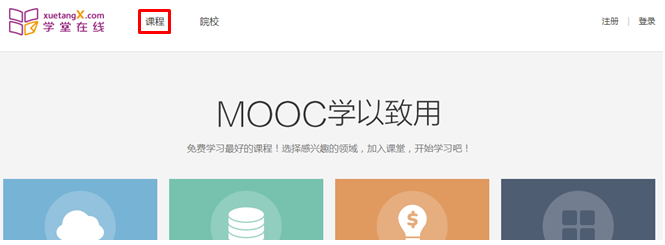 xuetangX.com
学堂在线
课程 院校 注册 | 登录
MOOC学以致用
免费学习最好的课程！选择感兴趣的领域，加入课堂，开始学习吧！
$